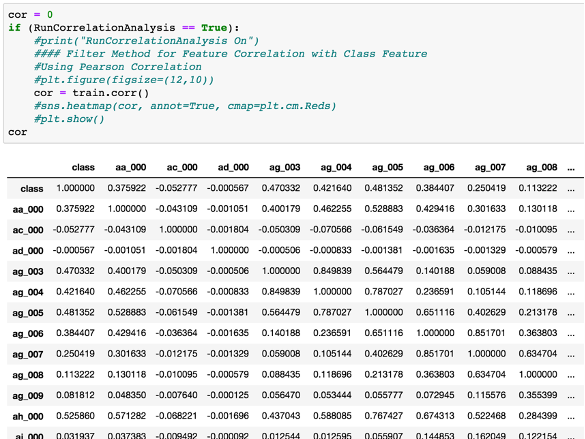 cor = 0
if (RunCorrelationAnalysis == True):
#print("RunCorrelationAnalysis On")
#### Filter Method for Feature Correlation with Class Feature
#Using Pearson Correlation
#plt.figure(figsize=(12,10))
cor = train.corr()
#sns.heatmap(cor, annot=True, cmap=plt.cm.Reds)
#plt.show()
cor
class aa_000 ac_000 ad_000 ag_003 ag_004 ag_005 ag_006 ag_007 ag_008 ...
class 1.000000 0.375922 -0.052777 -0.000567 0.470332 0.421640 0.481352 0.384407 0.250419 0.113222 ...
aa_000 0.375922 1.000000 -0.043109 -0.001051 0.400179 0.462255 0.528883 0.429416 0.301633 0.130118 ...
ac_000 -0.052777 -0.043109 1.000000 -0.001804 -0.050309 -0.070566 -0.061549 -0.036364 -0.012175 -0.010095 ...
ad_000 -0.000567 -0.001051 -0.001804 1.000000 -0.000506 -0.000833 -0.001381 -0.001635 -0.001329 -0.000579 ...
ag_003 0.470332 0.400179 -0.050309 -0.000506 1.000000 0.849839 0.564479 0.140188 0.059008 0.088435 ...
ag_004 0.421640 0.462255 -0.070566 -0.000833 0.849839 1.000000 0.787027 0.236591 0.105144 0.118696 ...
ag_005 0.481352 0.528883 -0.061549 -0.001381 0.564479 0.787027 1.000000 0.651116 0.402629 0.213178 ...
ag_006 0.384407 0.429416 -0.036364 -0.001635 0.140188 0.236591 0.651116 1.000000 0.851701 0.363803 ...
ag_007 0.250419 0.301633 -0.012175 -0.001329 0.059008 0.105144 0.402629 0.851701 1.000000 0.634704 ...
ag_008 0.113222 0.130118 -0.010095 -0.000579 0.088435 0.118696 0.213178 0.363803 0.634704 1.000000 ...
ag_009 0.081812 0.048350 -0.007640 -0.000125 0.056470 0.053444 0.055777 0.072945 0.115576 0.355399 ...
ah_000 0.525860 0.571282 -0.068221 -0.001696 0.437043 0.588085 0.767427 0.674313 0.522468 0.284399 ...
ai_000 0.031937 0.037383 -0.009492 -0.000092 0.012544 0.012595 0.055907 0.144853 0.162049 0.122154 ...